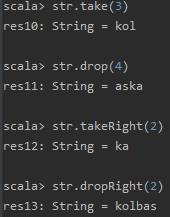 scala> str.take(3)
res10: String = kol
scala> str.drop(4)
res11: String = aska
scala> str.takeRight(2)
res12: String = ka
scala> str.dropRight(2)
res13: String = kolbas